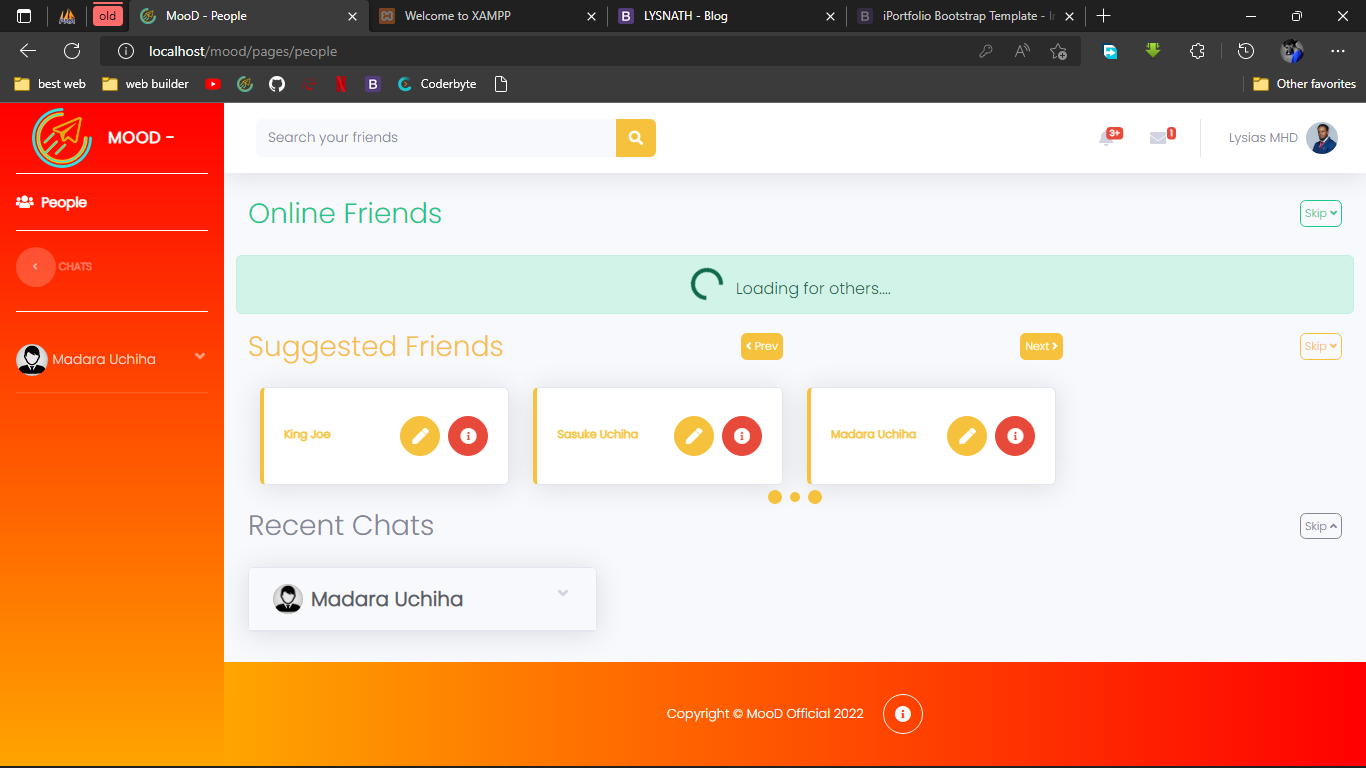 old
MooD - People
Welcome to XAMPP
LYSNATH - Blog
iPortfolio Bootstrap Template -
localhost/mood/pages/people
best web
web builder
Coderbyte
Other favorites
MOOD -
Search your friends
3+
1
Lysias MHD
People
Online Friends
Skip
CHATS
Loading for others....
Suggested Friends
Prev
Next
Skip
Madara Uchiha
King Joe
Sasuke Uchiha
Madara Uchiha
Recent Chats
Skip
Madara Uchiha
Copyright © MooD Official 2022